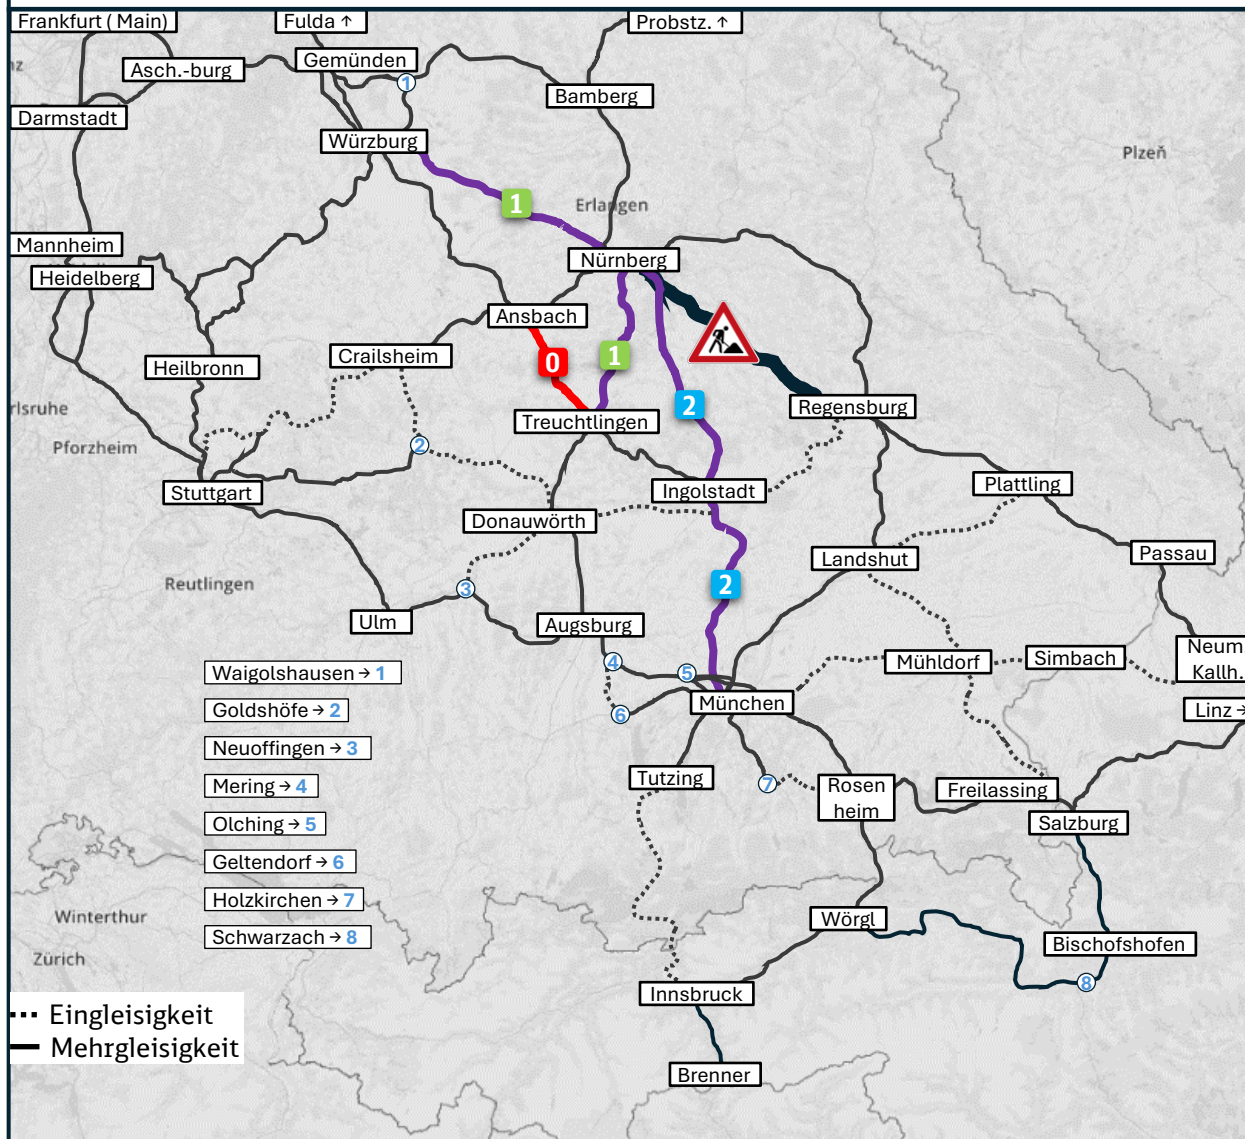 Frankfurt ( Main)
Fulda ↑
Probstz. ↑
Gemünden
Asch.-burg
1
Bamberg
Darmstadt
Würzburg
Plzeň
1
Erlangen
Mannheim
Nürnberg
Heidelberg
Ansbach
Crailsheim
0
1
Heilbronn
2
Regensburg
rlsruhe
Treuchtlingen
Pforzheim
2
Stuttgart
Ingolstadt
Plattling
Donauwörth
Landshut
Passau
Reutlingen
3
2
Ulm
Augsburg
Neum.
Kallh.
Waigolshausen → 1
4
5
Mühldorf
Simbach
Goldshöfe → 2
6
München
Linz →
Neuoffingen → 3
Mering → 4
Tutzing
7
Rosen
heim
Freilassing
Olching → 5
Salzburg
Geltendorf → 6
Holzkirchen → 7
Winterthur
Wörgl
Schwarzach → 8
Bischofshofen
Zürich
8
Innsbruck
Eingleisigkeit
Mehrgleisigkeit
Brenner